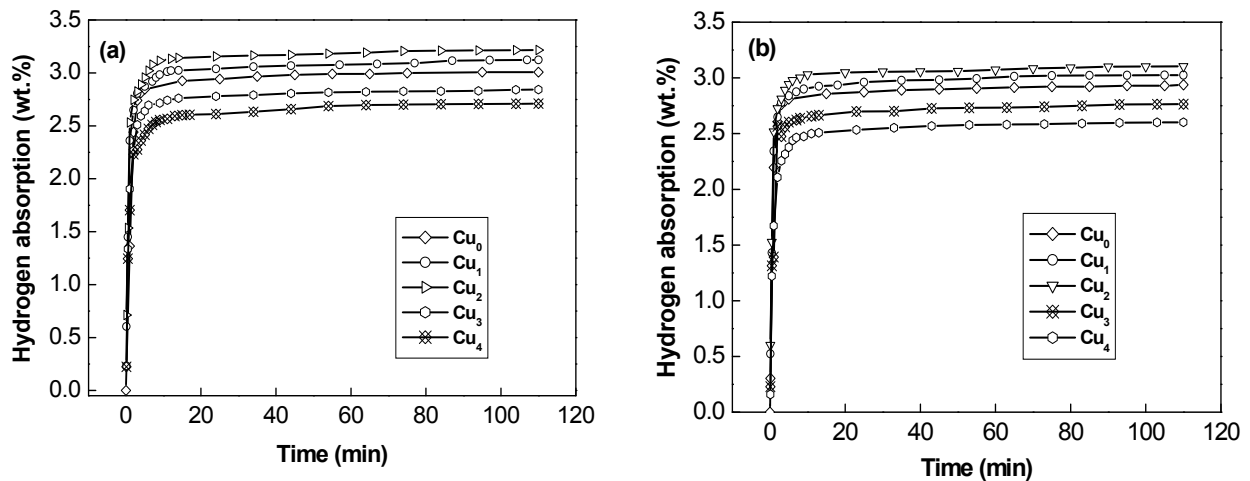 (a)
Hydrogen absorption (wt.%)
3.5
3.0
2.5
2.0
1.5
1.0
0.5
0.0
Cu0
Cu1
Cu2
Cu3
Cu4
0 20 40 60 80 100 120
Time (min)
(b)
Hydrogen absorption (wt.%)
3.5
3.0
2.5
2.0
1.5
1.0
0.5
0.0
Cu0
Cu1
Cu2
Cu3
Cu4
0 20 40 60 80 100 120
Time (min)